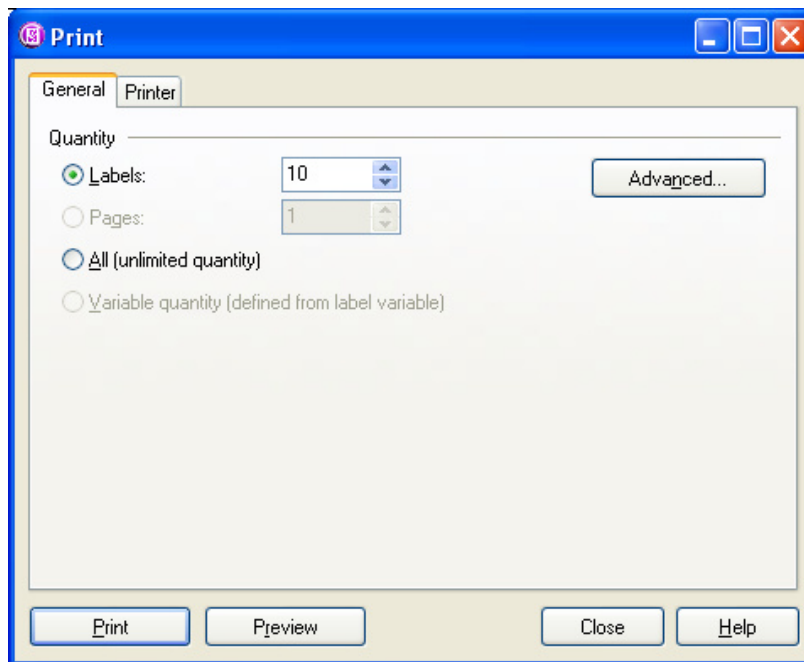 Print
General Printer
Quantity
Labels: 10 Advanced...
Pages: 1
All (unlimited quantity)
Variable quantity (defined from label variable)
Print Preview Close Help